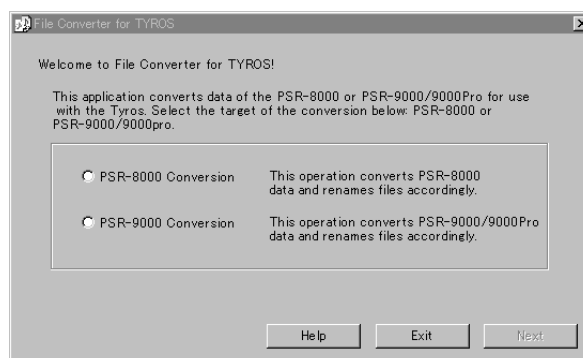 File Converter for TYROS
Welcome to File Converter for TYROS!
This application converts data of the PSR-8000 or PSR-9000/9000Pro for use
with the Tyros. Select the target of the conversion below: PSR-8000 or
PSR-9000/9000pro.
PSR-8000 Conversion
This operation converts PSR-8000
data and renames files accordingly.
PSR-9000 Conversion
This operation converts PSR-9000/9000Pro
data and renames files accordingly.
Help
Exit
Next